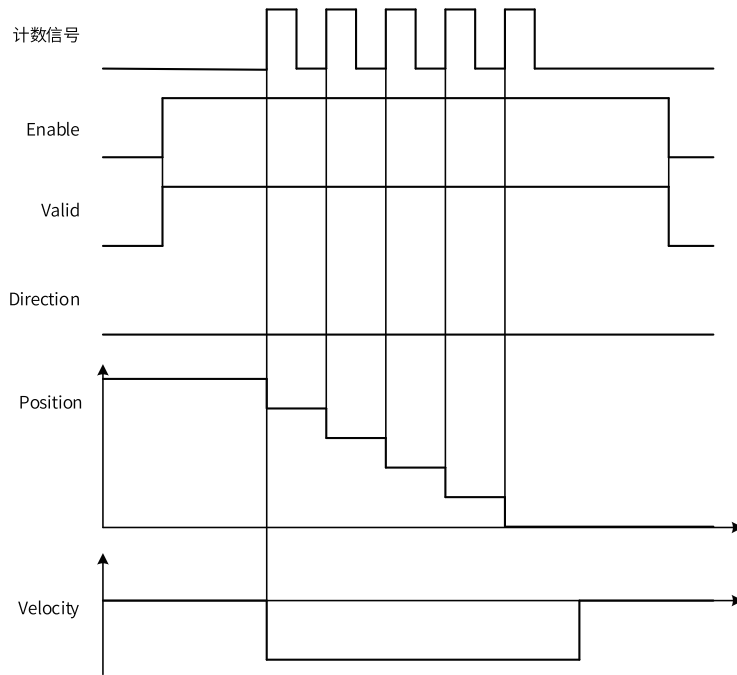 计数信号
Enable
Valid
Direction
Position
Velocity